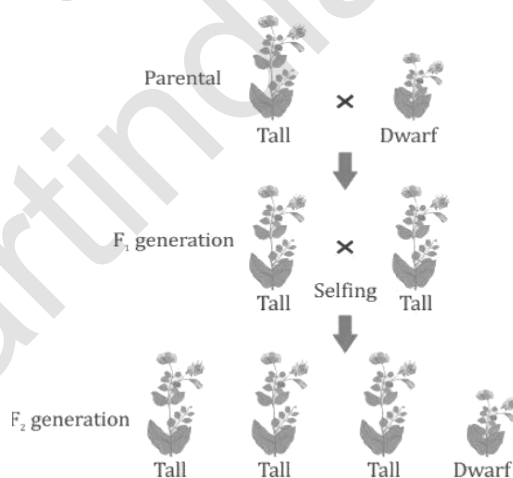 Parental
×
Tall Dwarf
F₁ generation
×
Tall Selfing Tall
F₂ generation
Tall Tall Tall Dwarf